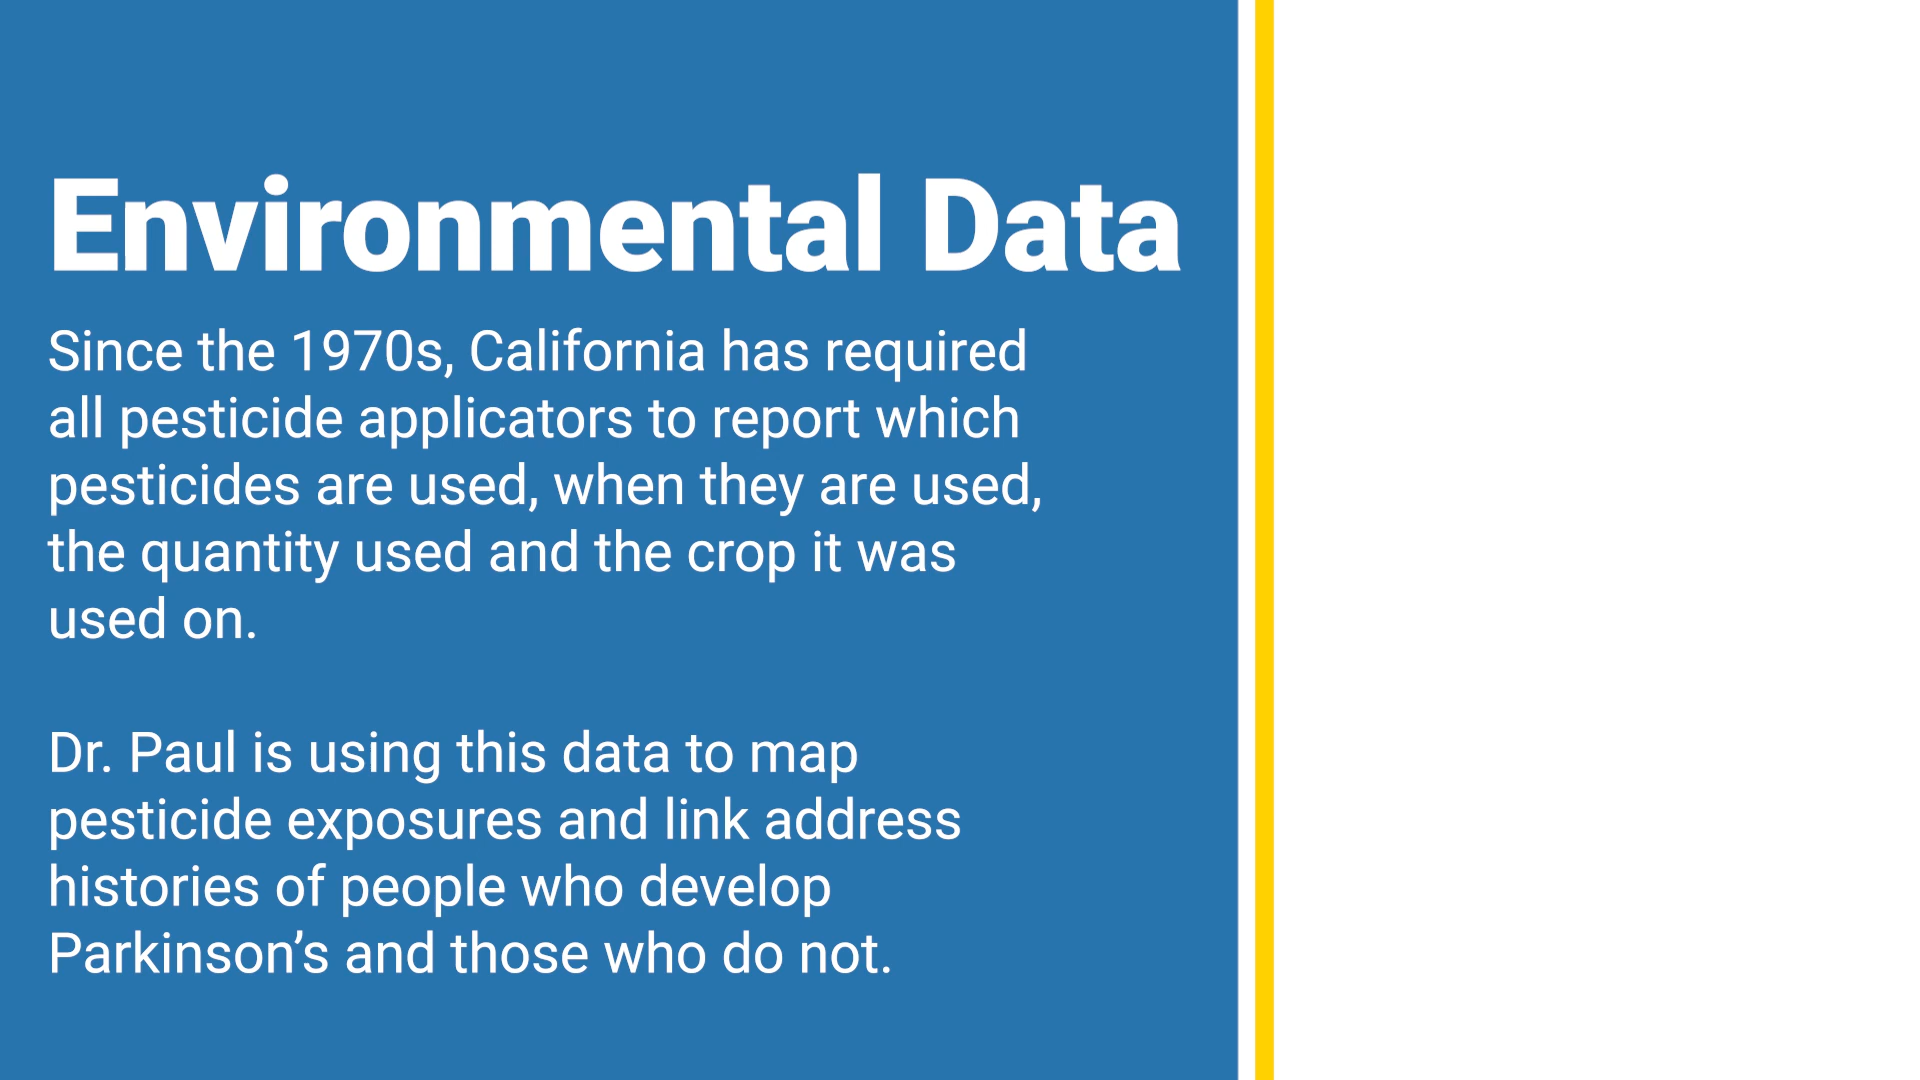 Environmental Data
Since the 1970s, California has required
all pesticide applicators to report which
pesticides are used, when they are used,
the quantity used and the crop it was
used on.
Dr. Paul is using this data to map
pesticide exposures and link address
histories of people who develop
Parkinson’s and those who do not.